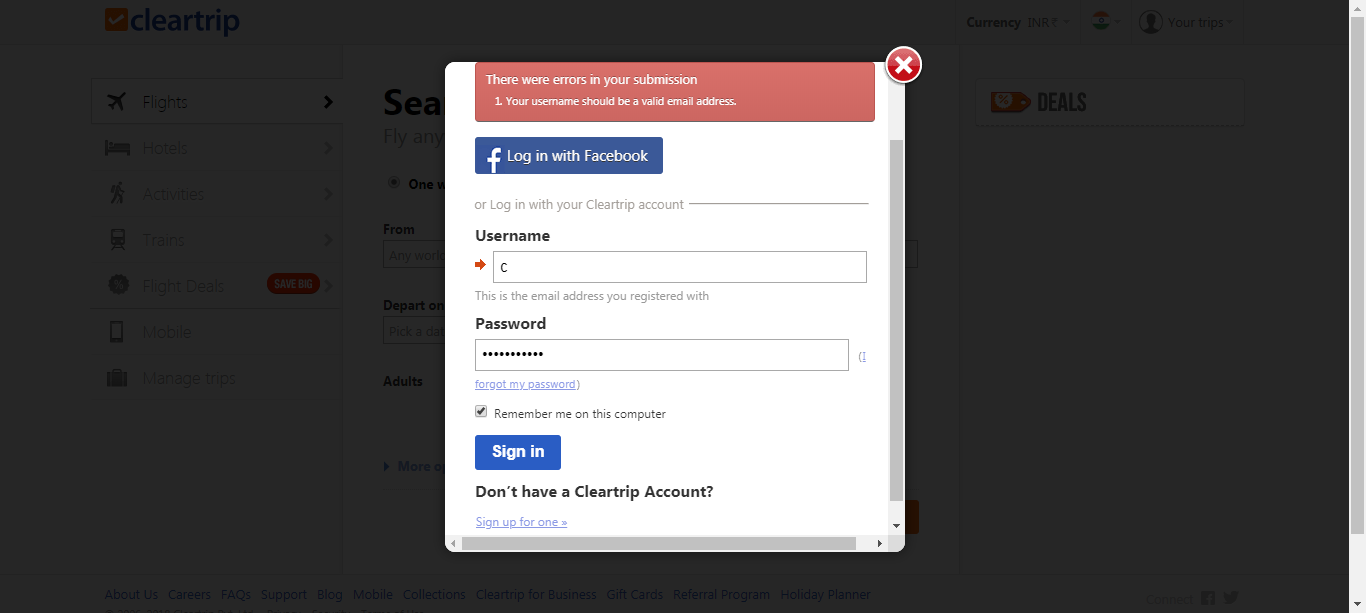 cleartrip
Currency INR
Your trips
Flights
Hotels
Activities
Trains
Flight Deals SAVE BIG
Mobile
Manage trips
Sea
Fly any
One w
From
Any world
Depart on
Pick a dat
Adults
More op
DEALS
There were errors in your submission
1. Your username should be a valid email address.
Log in with Facebook
or Log in with your Cleartrip account
Username
C
This is the email address you registered with
Password
•••••••••••
(I
forgot my password)
Remember me on this computer
Sign in
Don't have a Cleartrip Account?
Sign up for one »
About Us Careers FAQs Support Blog Mobile Collections Cleartrip for Business Gift Cards Referral Program Holiday Planner
Connect